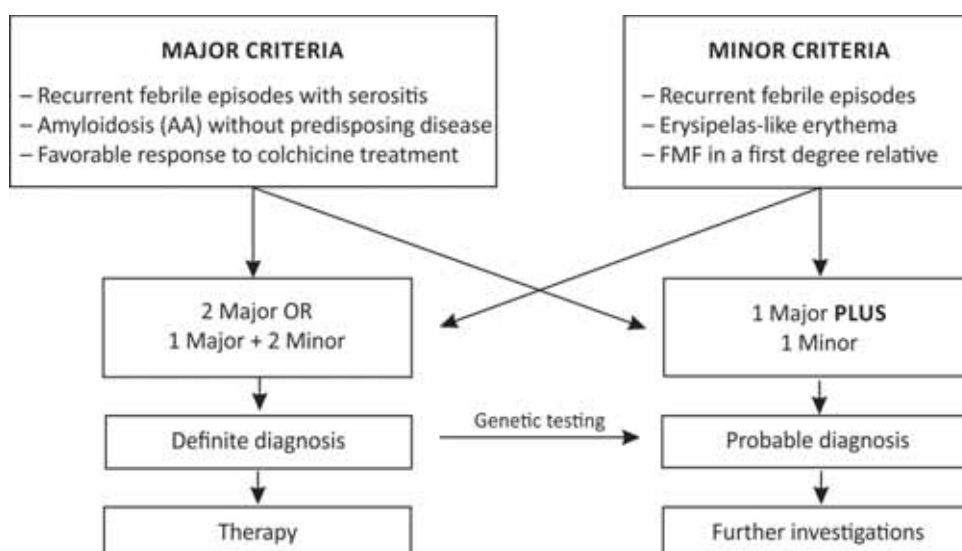 MAJOR CRITERIA
– Recurrent febrile episodes with serositis
– Amyloidosis (AA) without predisposing disease
– Favorable response to colchicine treatment
MINOR CRITERIA
– Recurrent febrile episodes
– Erysipelas-like erythema
– FMF in a first degree relative
2 Major OR
1 Major + 2 Minor
1 Major PLUS
1 Minor
Definite diagnosis
Genetic testing
Probable diagnosis
Therapy
Further investigations